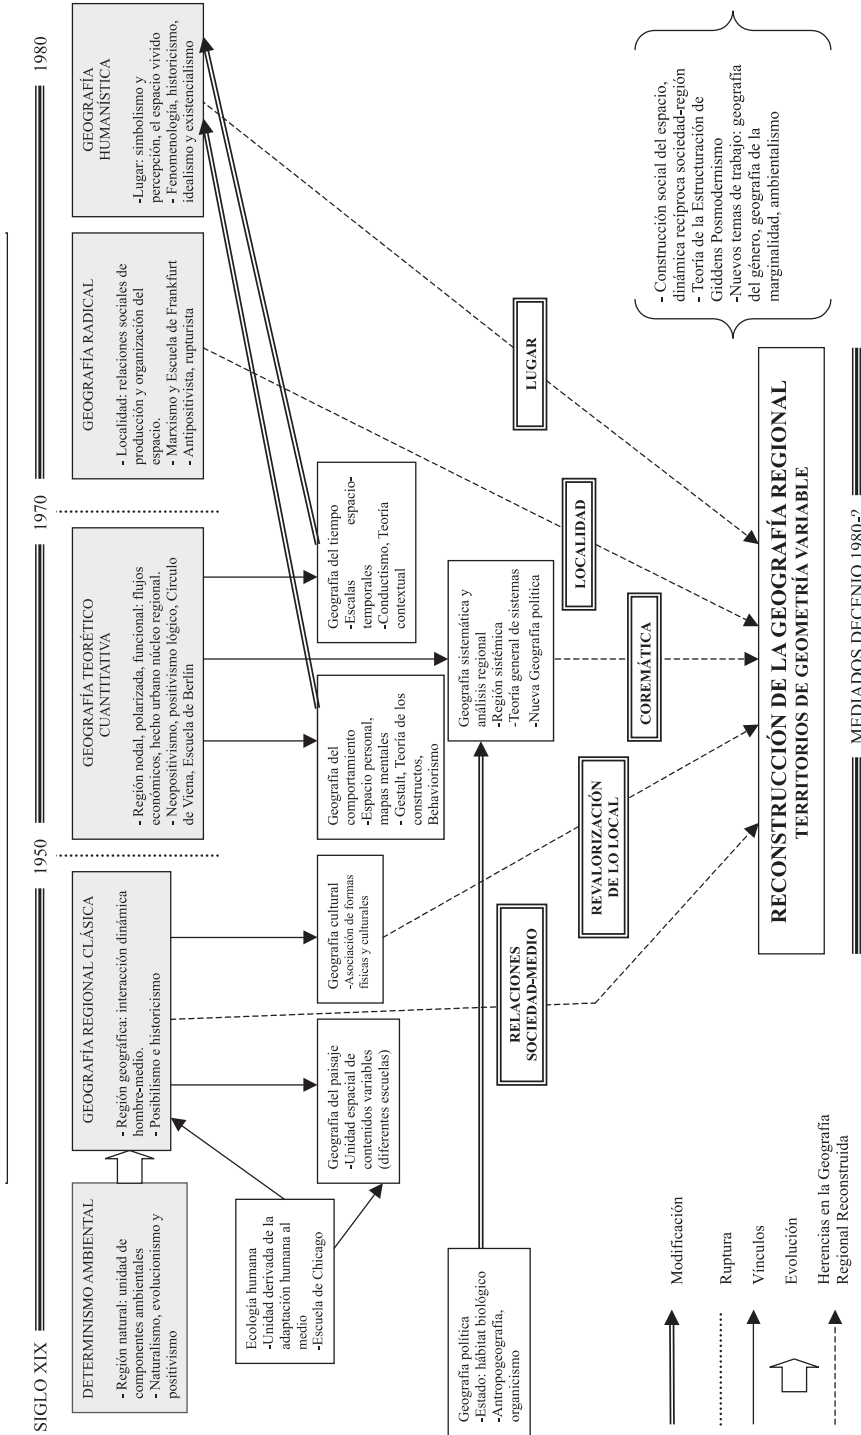 SIGLO XIX
1950
1970
1980
DETERMINISMO AMBIENTAL
- Región natural: unidad de
componentes ambientales
- Naturalismo, evolucionismo y
positivismo
GEOGRAFÍA REGIONAL CLÁSICA
- Región geográfica: interacción dinámica
hombre-medio.
- Posibilismo e historicismo
GEOGRAFÍA TEORÉTICO
CUANTITATIVA
- Región nodal, polarizada, funcional: flujos
económicos, hecho urbano núcleo regional.
- Neopositivismo, positivismo lógico, Círculo
de Viena, Escuela de Berlín
GEOGRAFÍA RADICAL
- Localidad: relaciones sociales de
producción y organización del
espacio.
- Marxismo y Escuela de Frankfurt
- Antipositivista, rupturista
GEOGRAFÍA
HUMANÍSTICA
-Lugar: simbolismo y
percepción, el espacio vivido
- Fenomenología, historicismo,
idealismo y existencialismo
Ecología humana
-Unidad derivada de la
adaptación humana al
medio
-Escuela de Chicago
Geografía del paisaje
-Unidad espacial de
contenidos variables
(diferentes escuelas)
Geografía cultural
-Asociación de formas
físicas y culturales
Geografía del
comportamiento
-Espacio personal,
mapas mentales
- Gestalt, Teoría de los
constructos,
Behaviorismo
Geografía del tiempo
-Escalas espacio-
temporales
-Conductismo, Teoría
contextual
Geografía política
-Estado: hábitat biológico
-Antropogeografía,
organicismo
Geografía sistemática y
análisis regional
-Región sistémica
-Teoría general de sistemas
-Nueva Geografía política
RELACIONES
SOCIEDAD-MEDIO
REVALORIZACIÓN
DE LO LOCAL
COREMÁTICA
LOCALIDAD
LUGAR
- Construcción social del espacio,
dinámica recíproca sociedad-región
- Teoría de la Estructuración de
Giddens Posmodernismo
-Nuevos temas de trabajo: geografía
del género, geografía de la
marginalidad, ambientalismo
Modificación
Ruptura
Vínculos
Evolución
Herencias en la Geografía
Regional Reconstruida
RECONSTRUCCIÓN DE LA GEOGRAFÍA REGIONAL
TERRITORIOS DE GEOMETRÍA VARIABLE
MEDIADOS DECENIO 1980-?